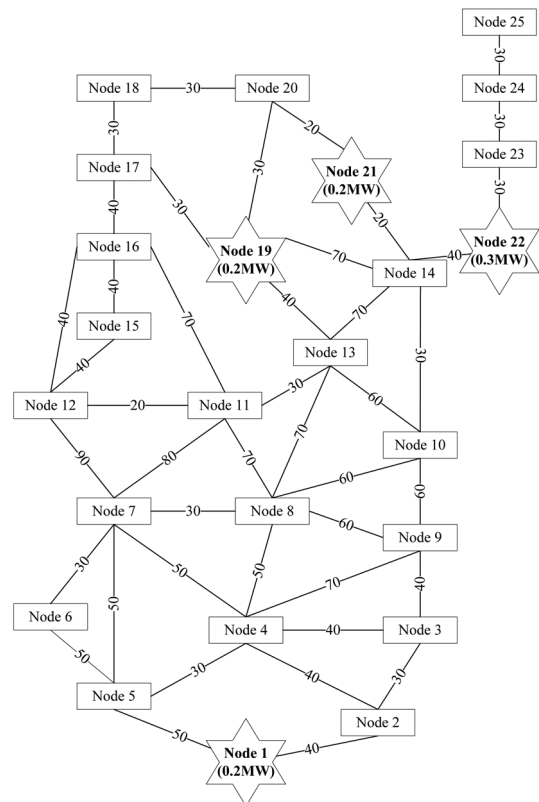 Node 25
30
Node 18
30
Node 20
Node 24
30
20
30
Node 17
Node 21
(0.2MW)
Node 23
40
30
30
30
Node 16
Node 19
(0.2MW)
70
20
40
Node 22
(0.3MW)
Node 14
40
40
70
40
70
Node 15
40
Node 13
30
Node 12
20
Node 11
30
60
90
80
70
70
Node 10
60
60
Node 7
30
Node 8
60
Node 9
30
50
50
50
70
40
Node 6
50
Node 4
40
Node 3
30
40
30
Node 5
Node 2
50
Node 1
(0.2MW)
40